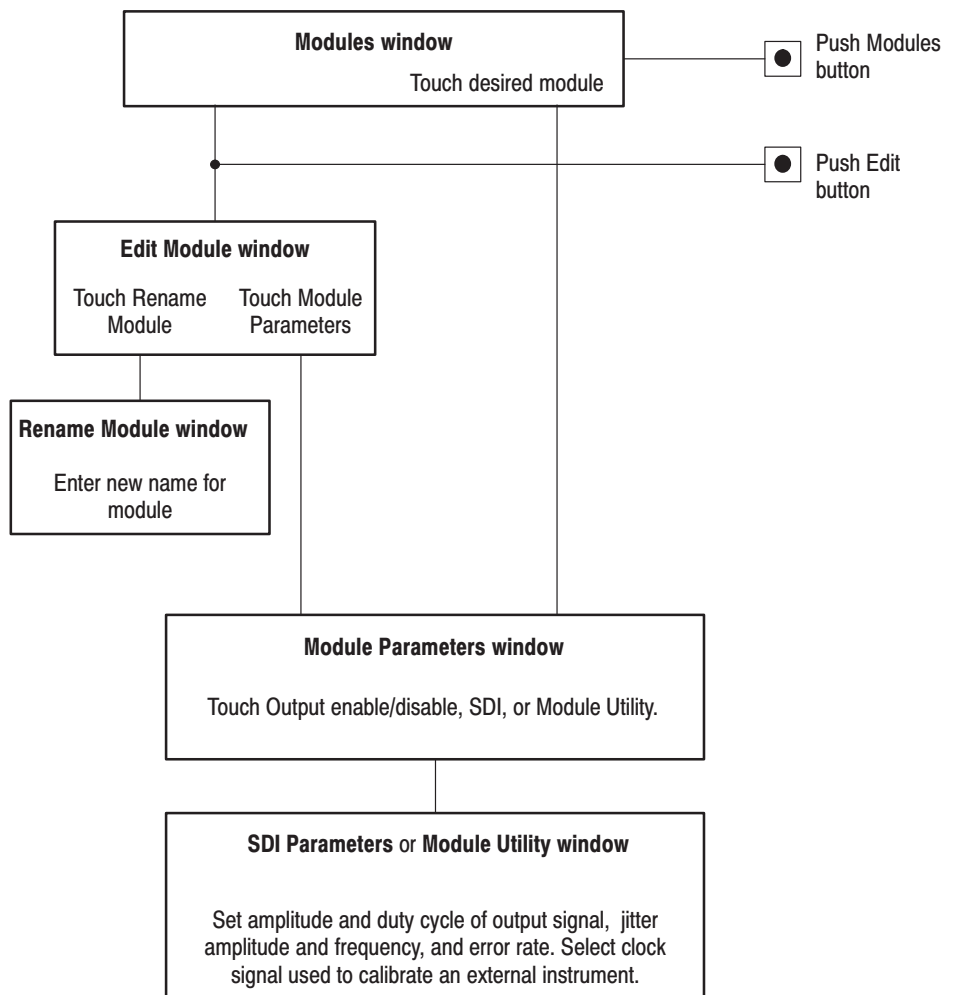 Modules window
Touch desired module
Push Modules
button
Push Edit
button
Edit Module window
Touch Rename
Module
Touch Module
Parameters
Rename Module window
Enter new name for
module
Module Parameters window
Touch Output enable/disable, SDI, or Module Utility.
SDI Parameters or Module Utility window
Set amplitude and duty cycle of output signal, jitter
amplitude and frequency, and error rate. Select clock
signal used to calibrate an external instrument.